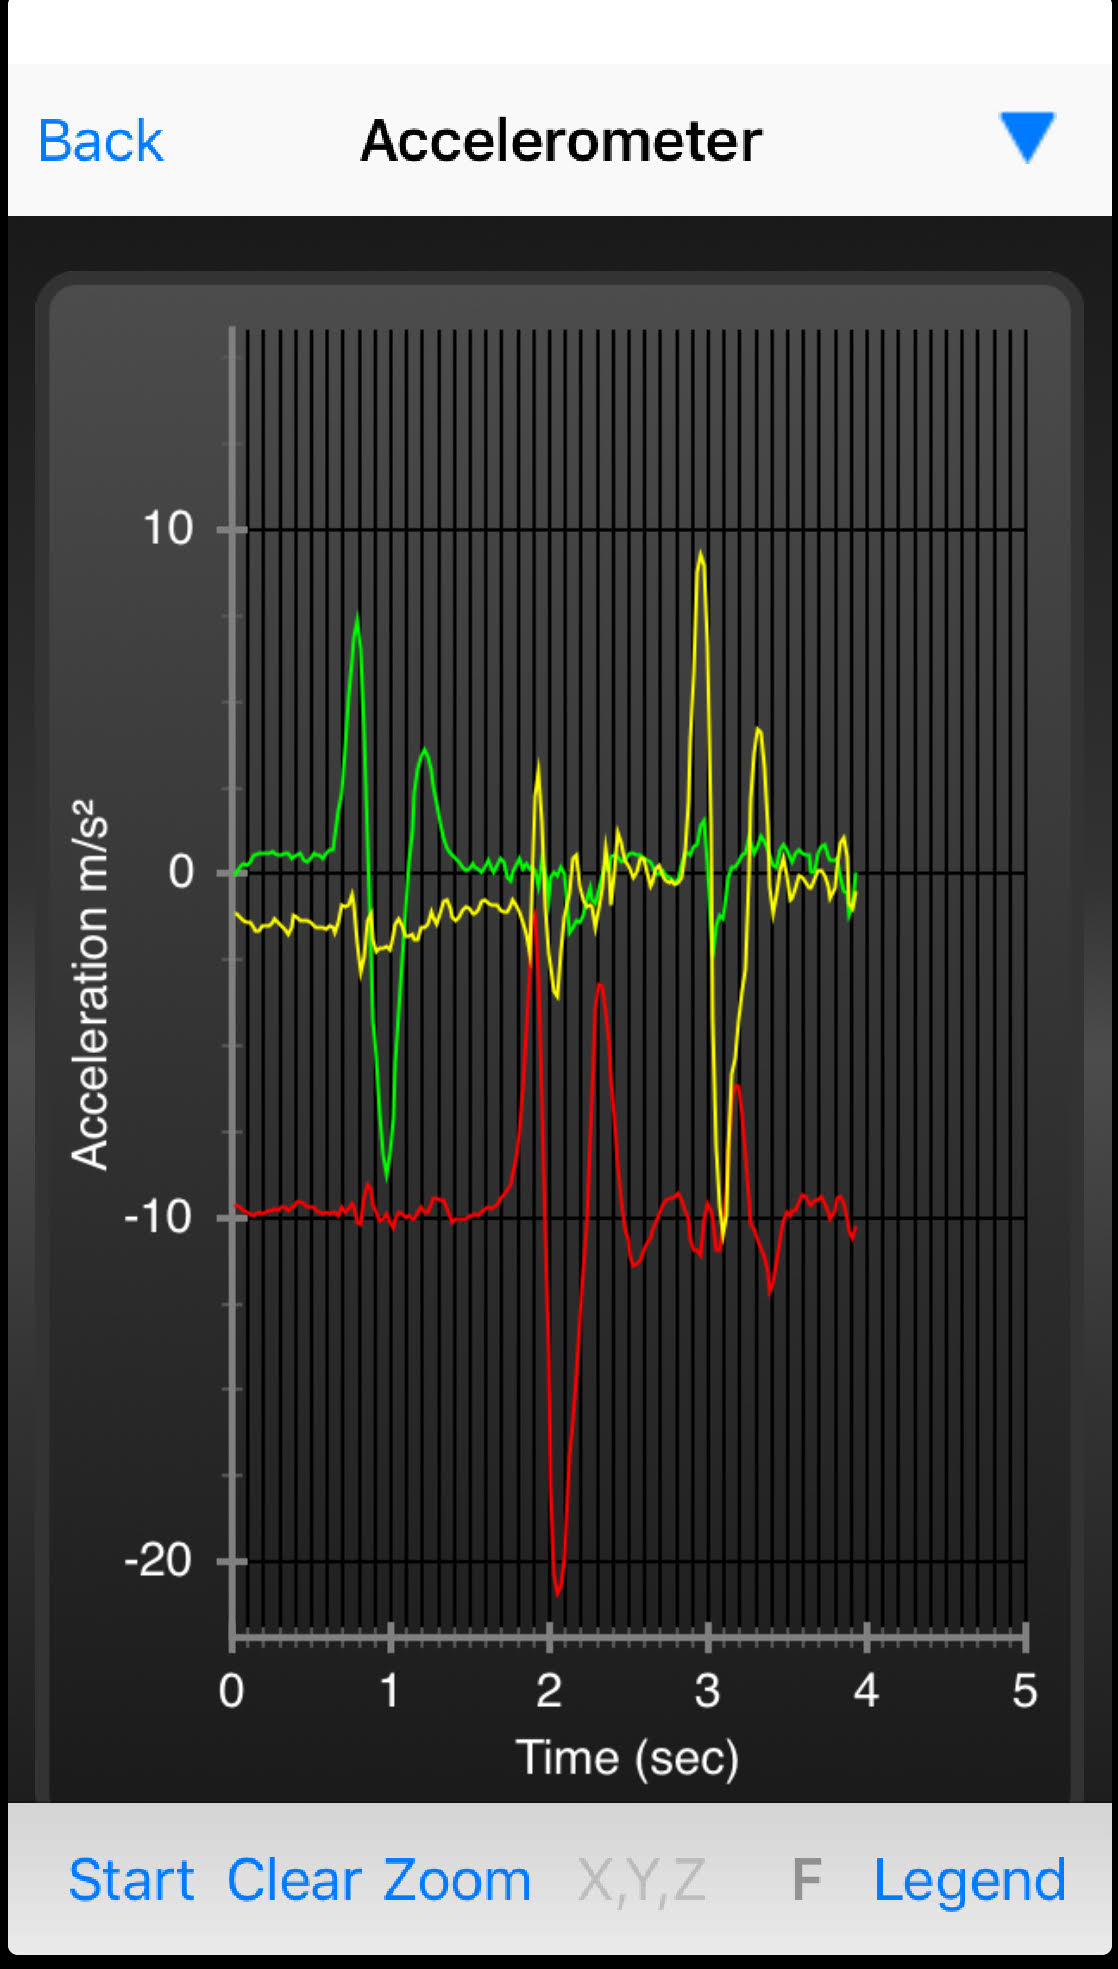 Back Accelerometer
10
0
-10
-20
Acceleration m/s²
0 1 2 3 4 5
Time (sec)
Start Clear Zoom X,Y,Z F Legend